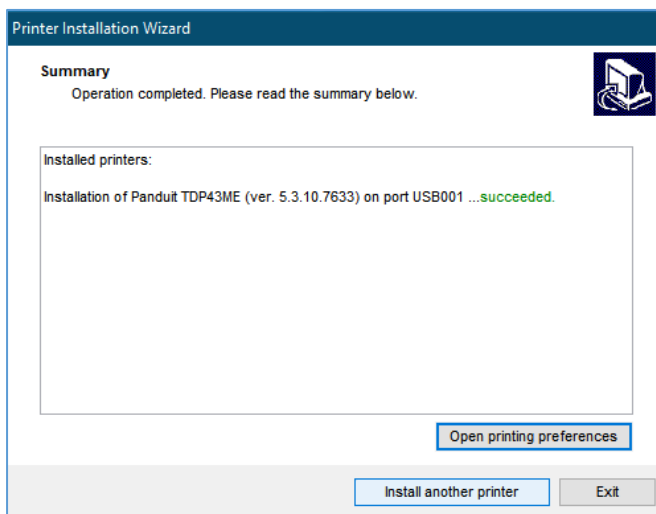 Printer Installation Wizard
Summary
Operation completed. Please read the summary below.
Installed printers:
Installation of Panduit TDP43ME (ver. 5.3.10.7633) on port USB001 ...succeeded.
Open printing preferences
Install another printer
Exit